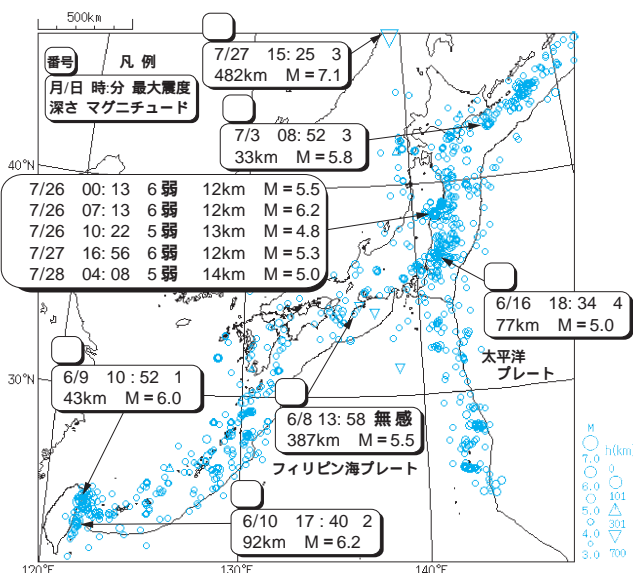 500km
番号 凡 例
月/日 時:分 最大震度
深さ マグニチュード
7/27 15:25 3
482km M=7.1
7/3 08:52 3
33km M=5.8
40°N
7/26 00:13 6弱 12km M=5.5
7/26 07:13 6弱 12km M=6.2
7/26 10:22 5弱 13km M=4.8
7/27 16:56 6弱 12km M=5.3
7/28 04:08 5弱 14km M=5.0
6/16 18:34 4
77km M=5.0
太平洋
プレート
30°N
6/9 10:52 1
43km M=6.0
6/8 13:58 無感
387km M=5.5
フィリピン海プレート
6/10 17:40 2
92km M=6.2
M
7.0
6.0
5.0
4.0
3.0
h(km)
0
101
301
700
120°E
130°E
140°E